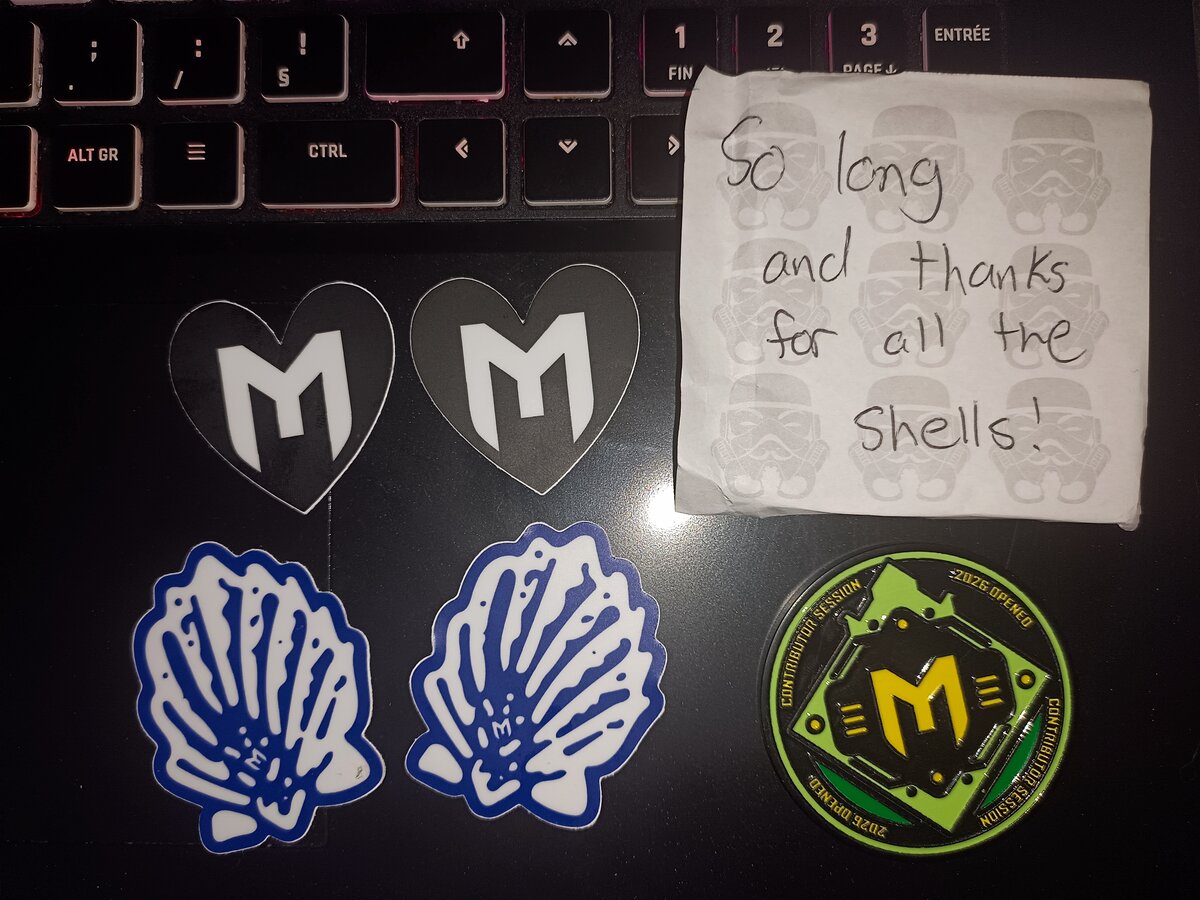 ;
.
:
/
!
§
1
FIN
2
3
PAGE
ENTRÉE
ALT GR
CTRL
So long
and thanks
for all the
Shells!
M
M
M
M
CONTRIBUTOR SESSION
2026 OPENED
M
CONTRIBUTOR SESSION
2026 OPENED